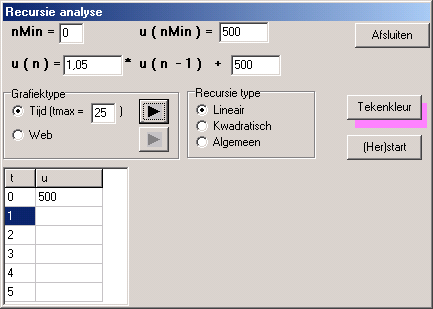 Recursie analyse
nMin = 0 u ( nMin ) = 500 Afsluiten
u ( n ) = 1,05 * u ( n - 1 ) + 500
Grafiektype Recursie type
Tijd (tmax = 25 ) Lineair Tekenkleur
Kwadratisch
Web Algemeen (Her)start
t u
0 500
1
2
3
4
5